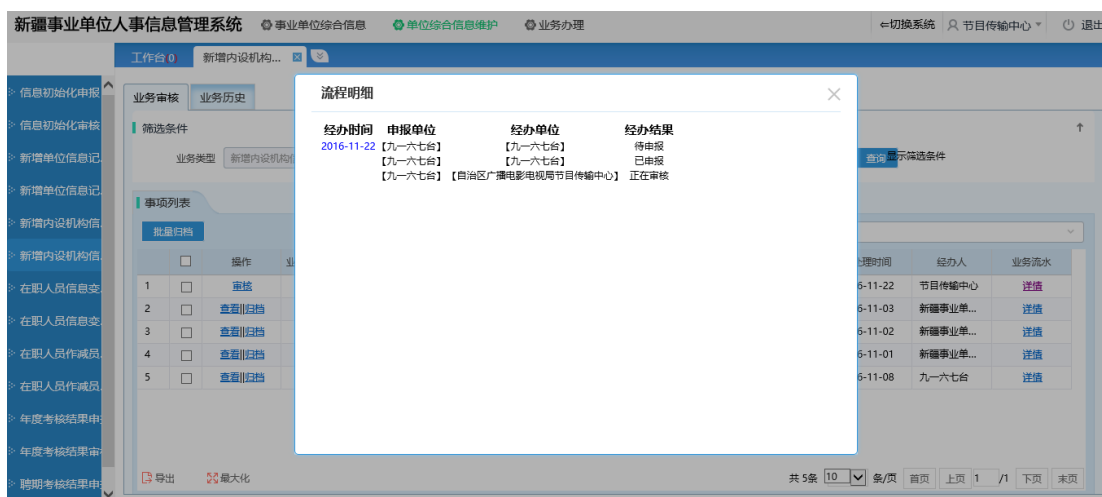 新疆事业单位人事信息管理系统 事业单位综合信息 单位综合信息维护 业务办理 ⇐切换系统 节目传输中心 退出
工作台0 新增内设机构...
信息初始化申报
信息初始化审核
新增单位信息记
新增单位信息记
新增内设机构信
新增内设机构信
在职人员信息变
在职人员信息变
在职人员作减员
在职人员作减员
年度考核结果申
年度考核结果审
聘期考核结果申
业务审核 业务历史
筛选条件
业务类型 新增内设机构信
查询 显示筛选条件
事项列表
批量归档
操作 处理时间 经办人 业务流水
1 审核 6-11-22 节目传输中心 详情
2 查看||归档 6-11-03 新疆事业单... 详情
3 查看||归档 6-11-02 新疆事业单... 详情
4 查看||归档 6-11-01 新疆事业单... 详情
5 查看||归档 6-11-08 九一六七台 详情
导出 最大化 共 5条 10 条/页 首页 上页 1 /1 下页 末页
流程明细
经办时间 申报单位 经办单位 经办结果
2016-11-22 【九一六七台】 【九一六七台】 待申报
【九一六七台】 【九一六七台】 已申报
【九一六七台】 【自治区广播电影电视局节目传输中心】 正在审核